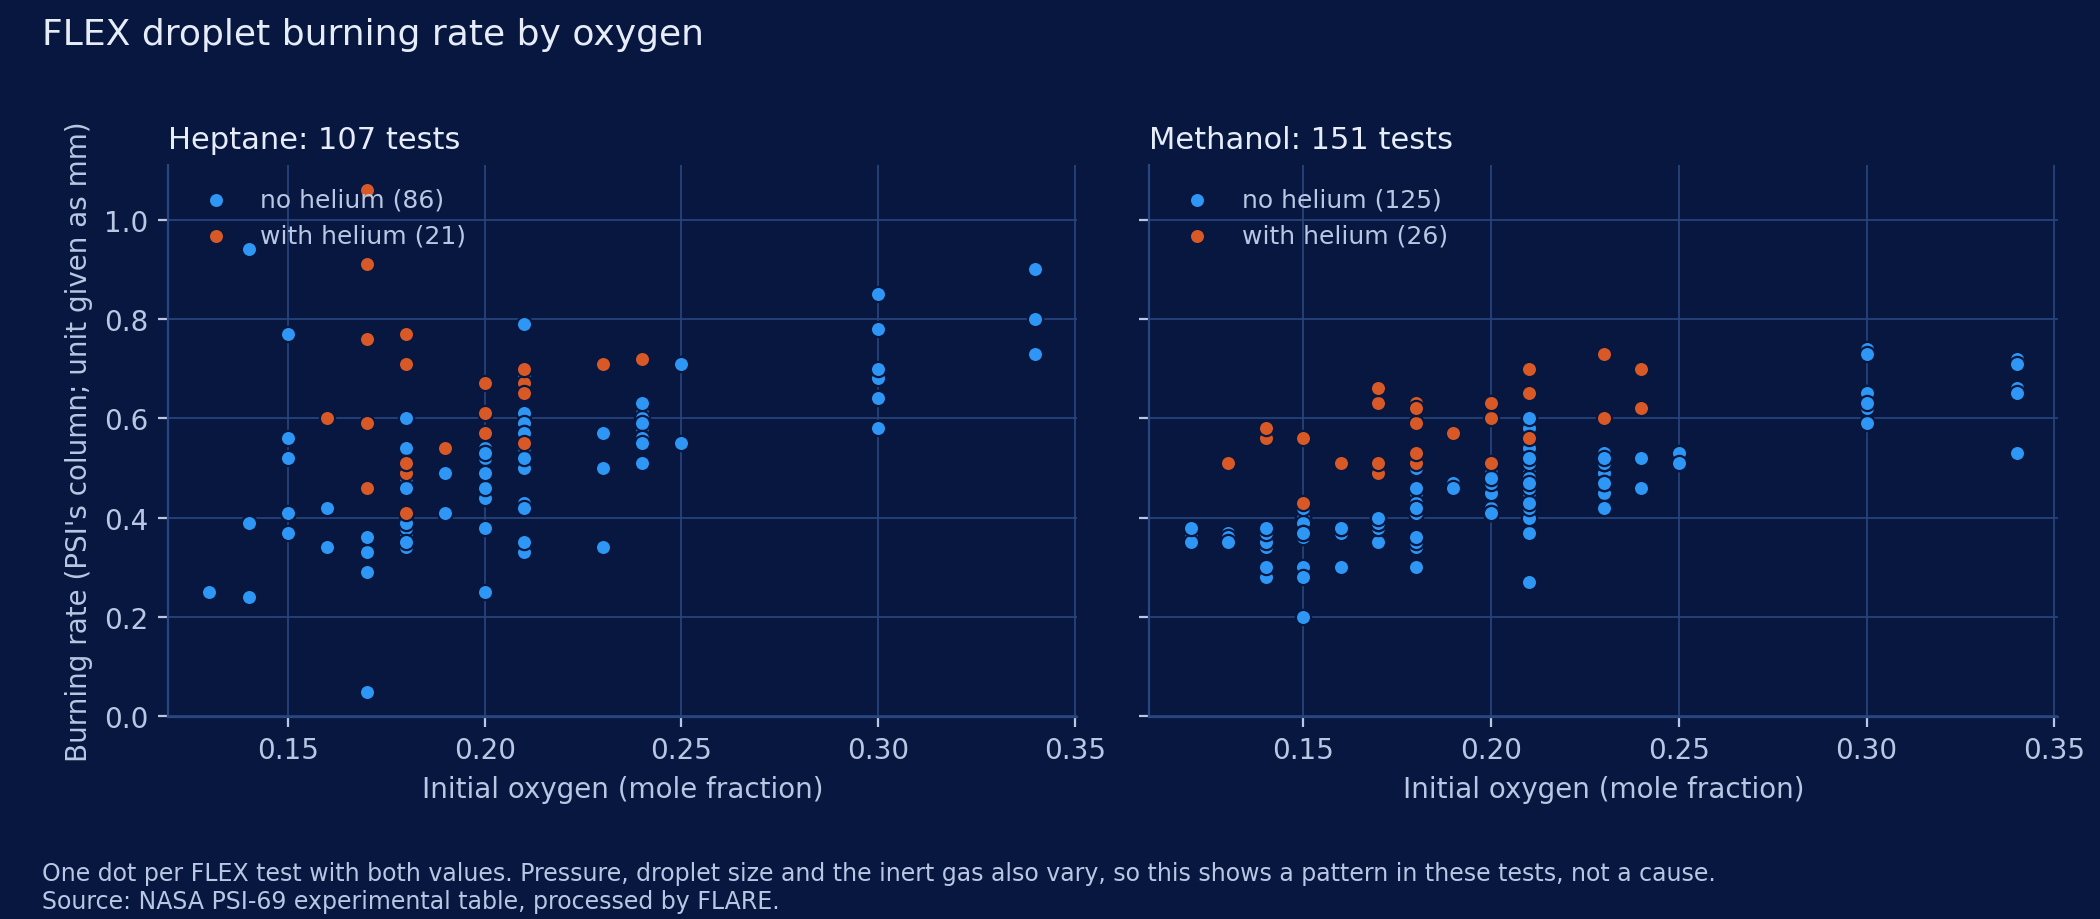 FLEX droplet burning rate by oxygen
Heptane: 107 tests
no helium (86)
with helium (21)
Burning rate (PSI's column; unit given as mm)
1.0
0.8
0.6
0.4
0.2
0.0
0.15 0.20 0.25 0.30 0.35
Initial oxygen (mole fraction)
Methanol: 151 tests
no helium (125)
with helium (26)
0.15 0.20 0.25 0.30 0.35
Initial oxygen (mole fraction)
One dot per FLEX test with both values. Pressure, droplet size and the inert gas also vary, so this shows a pattern in these tests, not a cause.
Source: NASA PSI-69 experimental table, processed by FLARE.